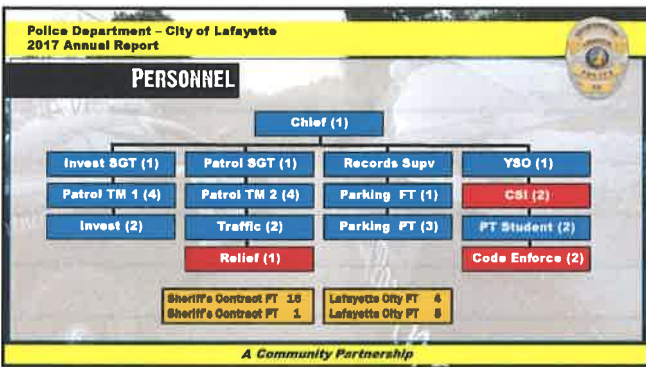 Police Department – City of Lafayette
2017 Annual Report
POLICE
PERSONNEL
Chief (1)
Invest SGT (1)
Patrol SGT (1)
Records Supv
YSO (1)
Patrol TM 1 (4)
Patrol TM 2 (4)
Parking FT (1)
CSI (2)
Invest (2)
Traffic (2)
Parking PT (3)
PT Student (2)
Relief (1)
Code Enforce (2)
Sheriff's Contract FT 16
Sheriff's Contract PT 1
Lafayette City FT 4
Lafayette City PT 8
A Community Partnership